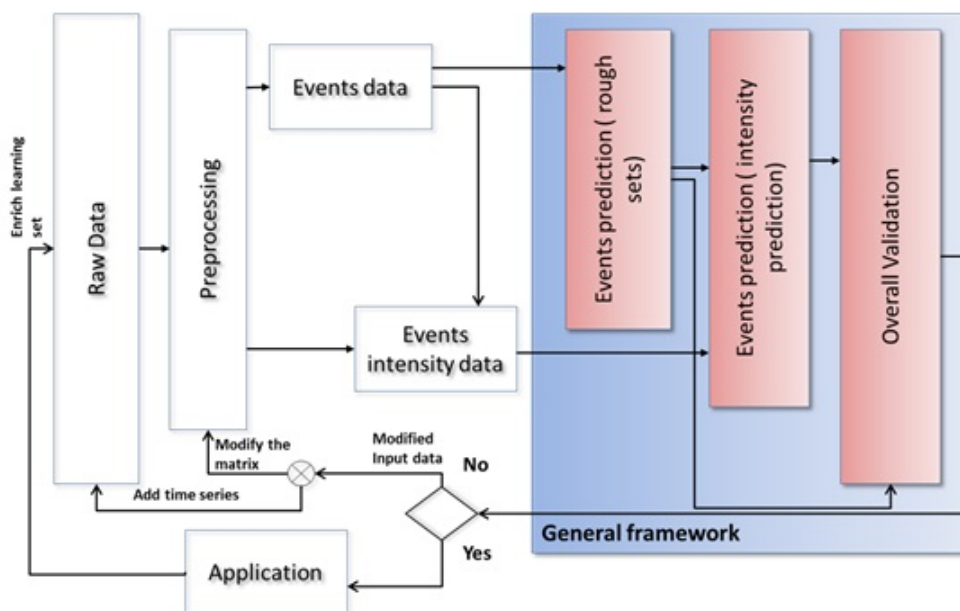 Enrich learning
set
Raw Data
Preprocessing
Events data
Events
intensity data
Events prediction ( rough
sets)
Events prediction ( intensity
prediction)
Overall Validation
Modify the
matrix
Modified
Input data
No
Add time series
Yes
General framework
Application